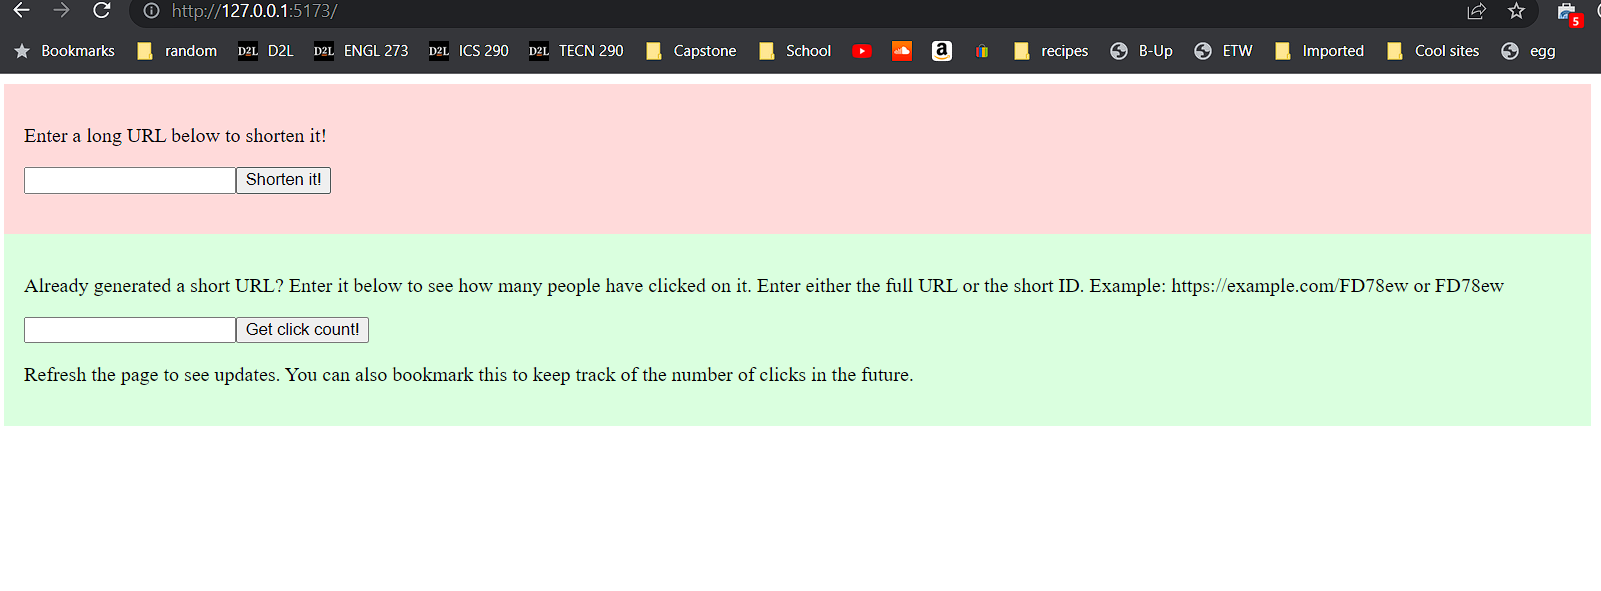 http://127.0.0.1:5173/
5
Bookmarks random D2L D2L D2L ENGL 273 D2L ICS 290 D2L TECN 290 Capstone School a recipes B-Up ETW Imported Cool sites egg
Enter a long URL below to shorten it!
Shorten it!
Already generated a short URL? Enter it below to see how many people have clicked on it. Enter either the full URL or the short ID. Example: https://example.com/FD78ew or FD78ew
Get click count!
Refresh the page to see updates. You can also bookmark this to keep track of the number of clicks in the future.